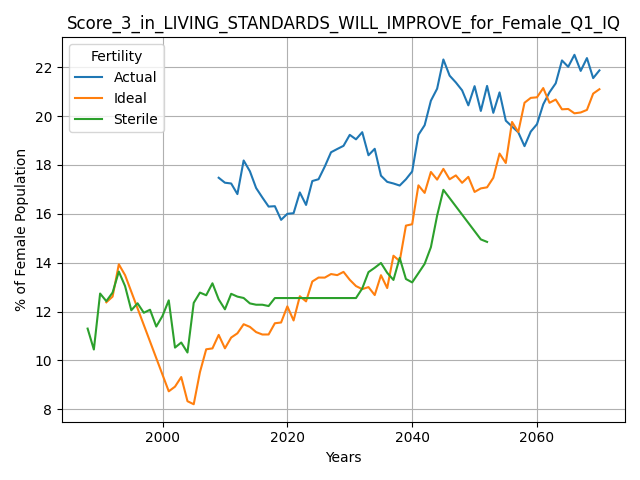 Score_3_in_LIVING_STANDARDS_WILL_IMPROVE_for_Female_Q1_IQ
Fertility
Actual
Ideal
Sterile
% of Female Population
22
20
18
16
14
12
10
8
2000
2020
2040
2060
Years